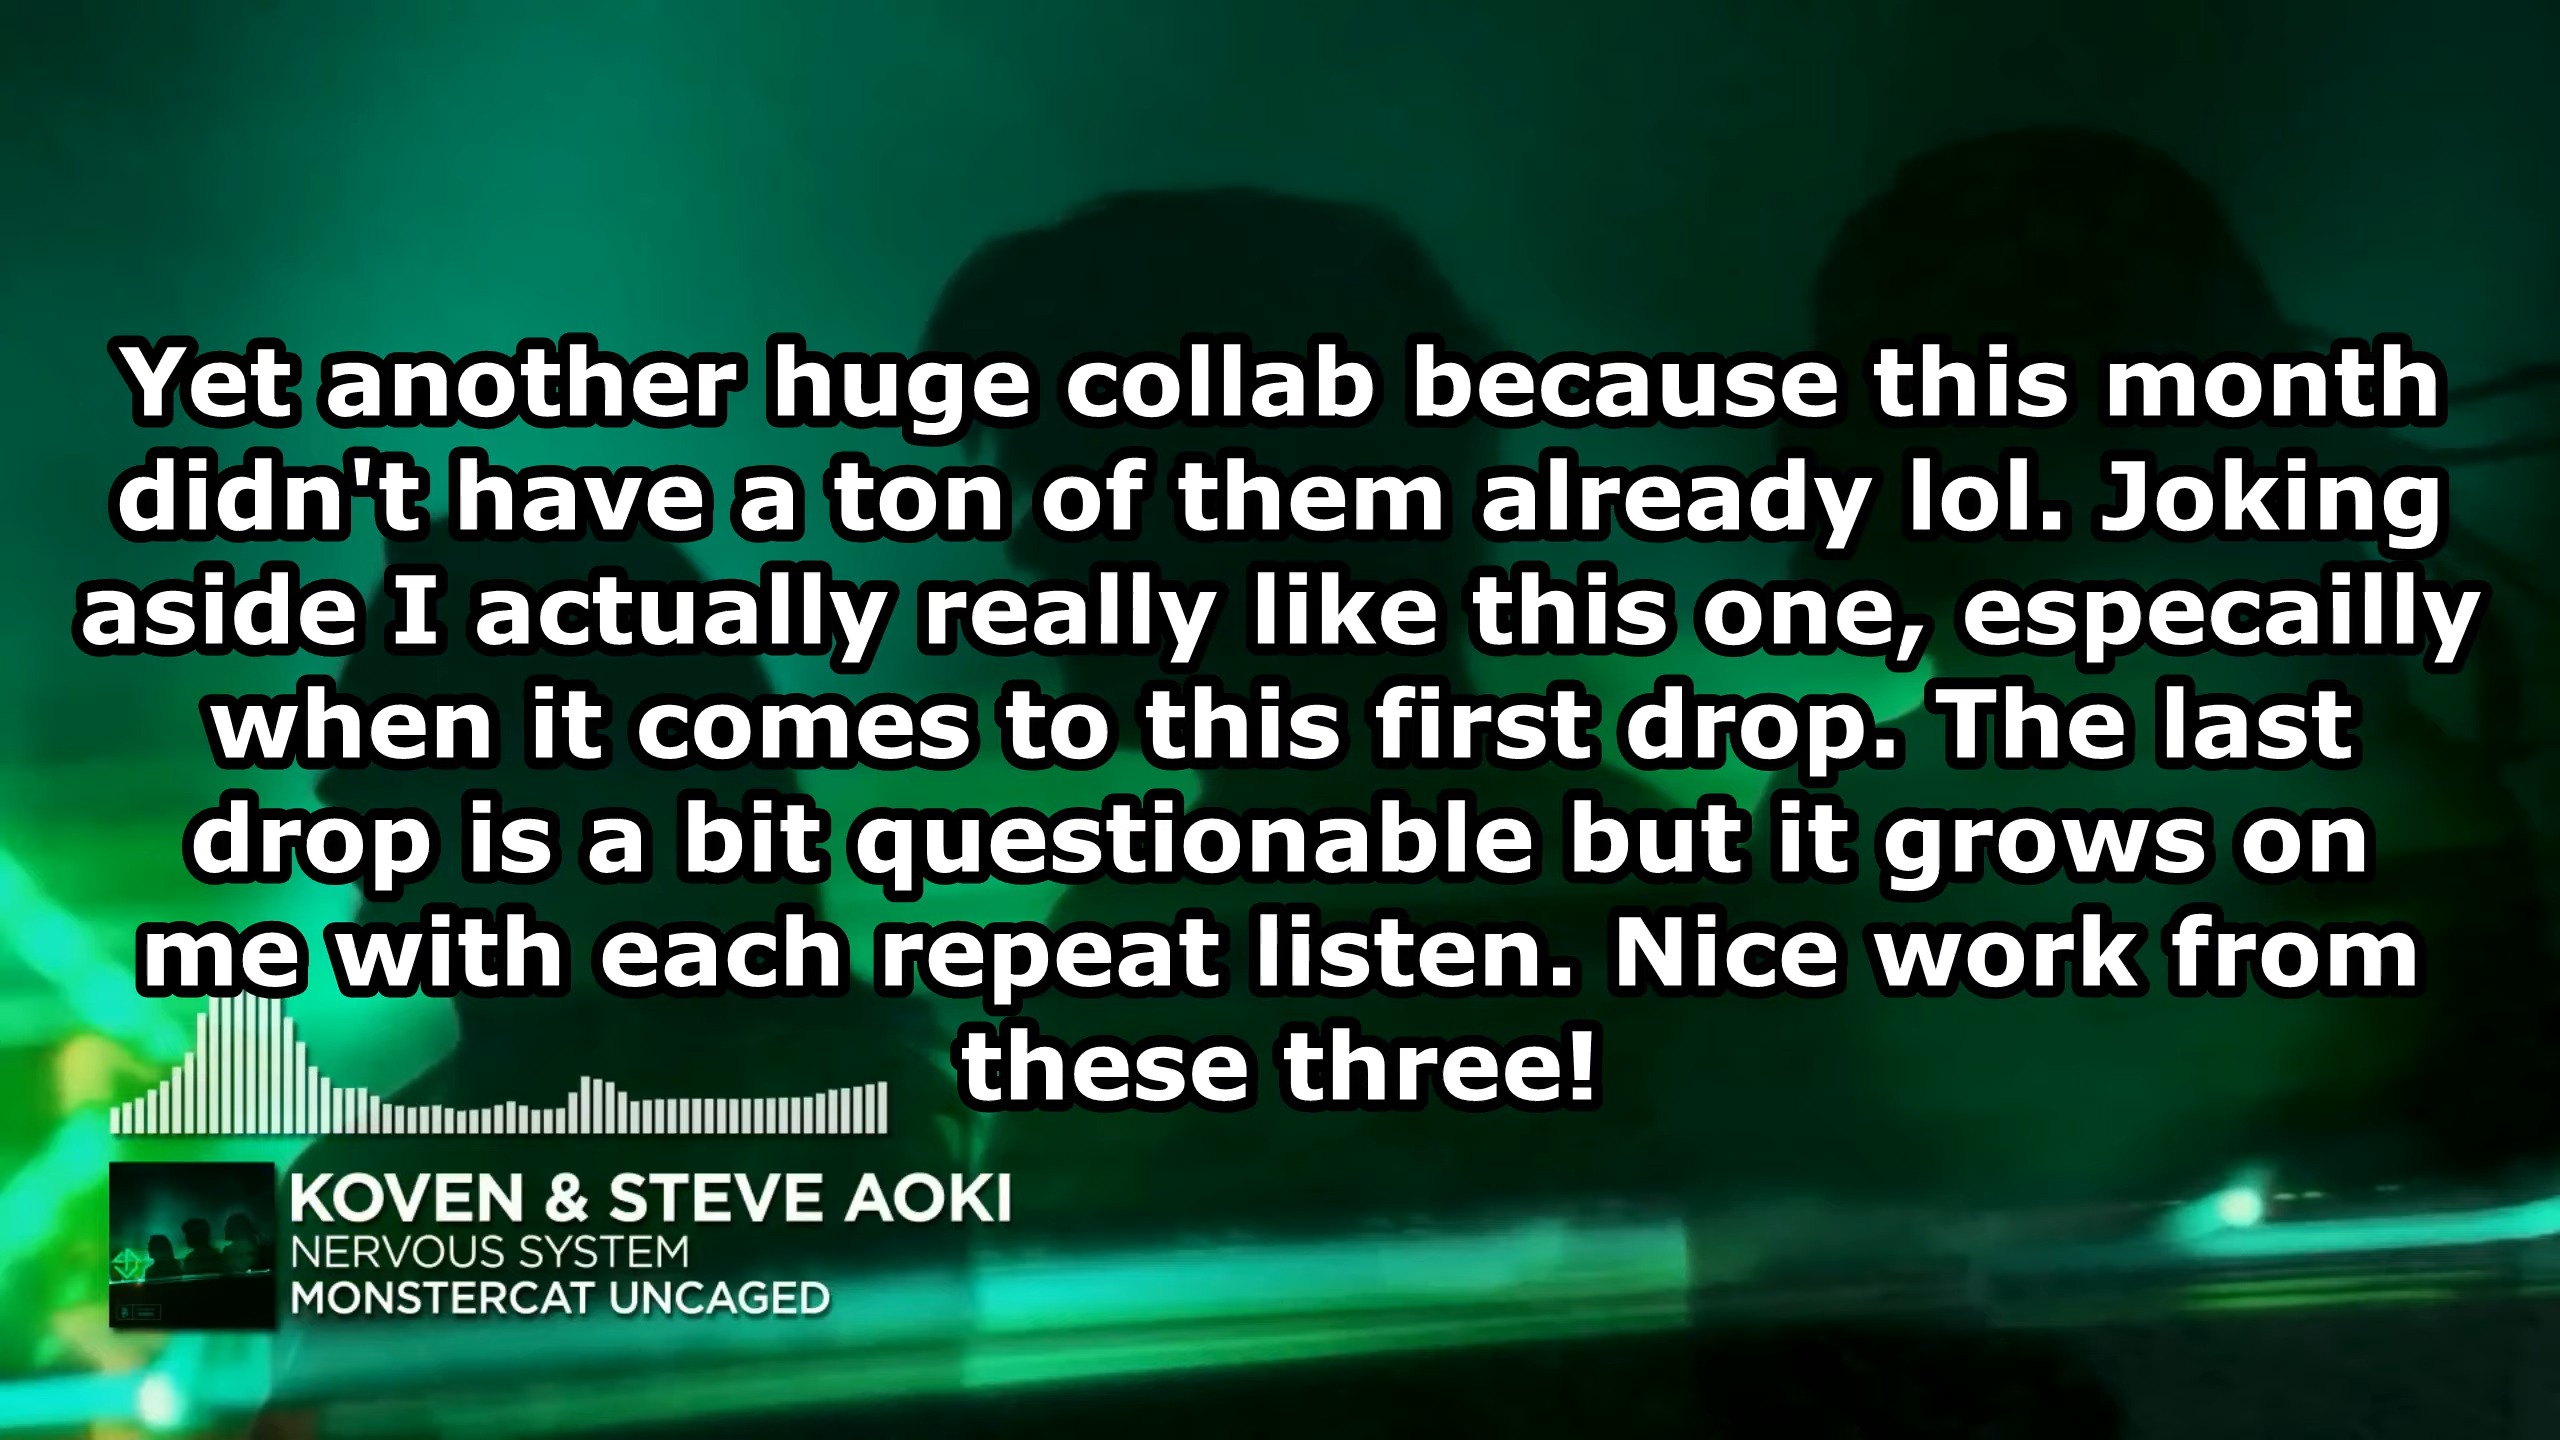 Yet another huge collab because this month
didn't have a ton of them already lol. Joking
aside I actually really like this one, especailly
when it comes to this first drop. The last
drop is a bit questionable but it grows on
me with each repeat listen. Nice work from
these three!
KOVEN & STEVE AOKI
NERVOUS SYSTEM
MONSTERCAT UNCAGED